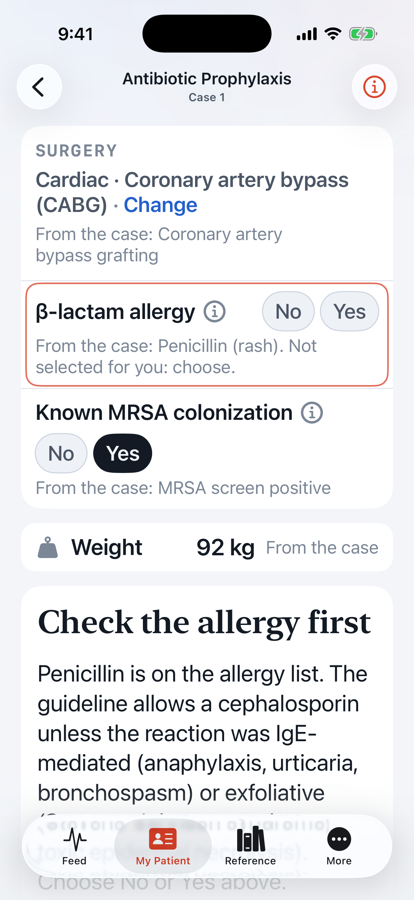 9:41
Antibiotic Prophylaxis
Case 1
SURGERY
Cardiac · Coronary artery bypass
(CABG) · Change
From the case: Coronary artery
bypass grafting
β-lactam allergy
No
Yes
From the case: Penicillin (rash). Not
selected for you: choose.
Known MRSA colonization
No
Yes
From the case: MRSA screen positive
Weight
92 kg
From the case
Check the allergy first
Penicillin is on the allergy list. The
guideline allows a cephalosporin
unless the reaction was IgE-
mediated (anaphylaxis, urticaria,
bronchospasm) or exfoliative
Choose No or Yes above.
Feed
My Patient
Reference
More